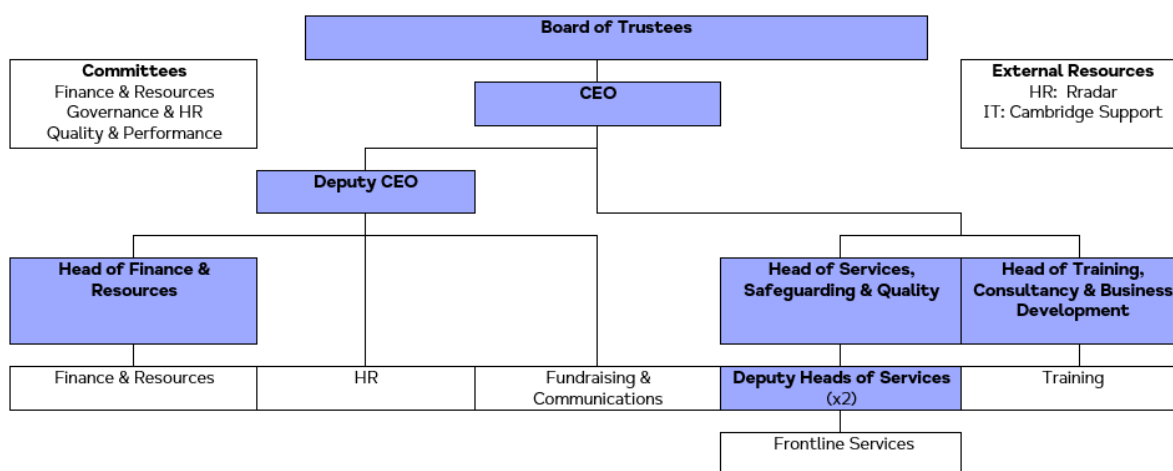 Board of Trustees
Committees
Finance & Resources
Governance & HR
Quality & Performance
External Resources
HR: Rradar
IT: Cambridge Support
CEO
Deputy CEO
Head of Finance &
Resources
Head of Services,
Safeguarding & Quality
Head of Training,
Consultancy & Business
Development
Finance & Resources
HR
Fundraising &
Communications
Deputy Heads of Services
(x2)
Training
Frontline Services